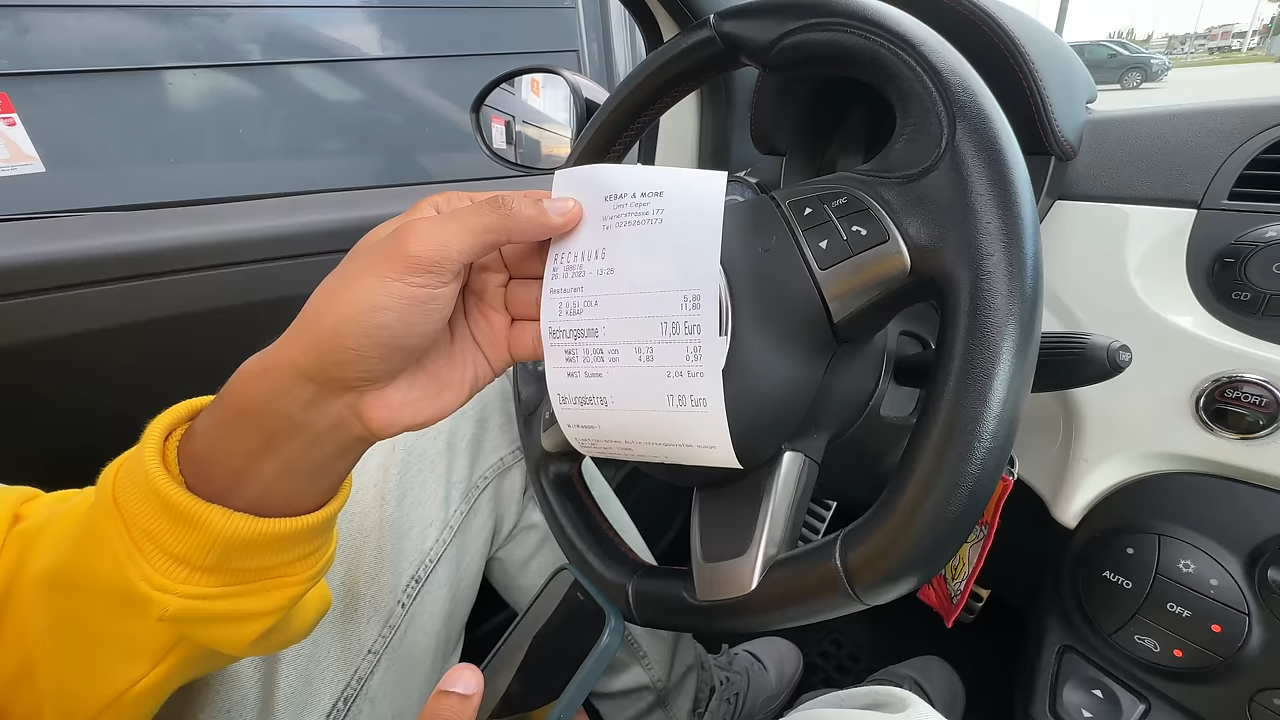 KEBAP & MORE
Umit Ceper
Wienerstrasse 177
Tel: 02252607173
RECHNUNG
26.10.2023 - 13:26
Restaurant
2 0,5l COLA 5,80
2 KEBAP 11,80
Rechnungssumme : 17,60 Euro
MWST 10,00% von 10,73 1,07
MWST 20,00% von 4,83 0,97
MWST Summe : 2,04 Euro
Zahlungsbetrag : 17,60 Euro
WinKasse-1
SRC
TRIP
CD
SPORT
AUTO
OFF